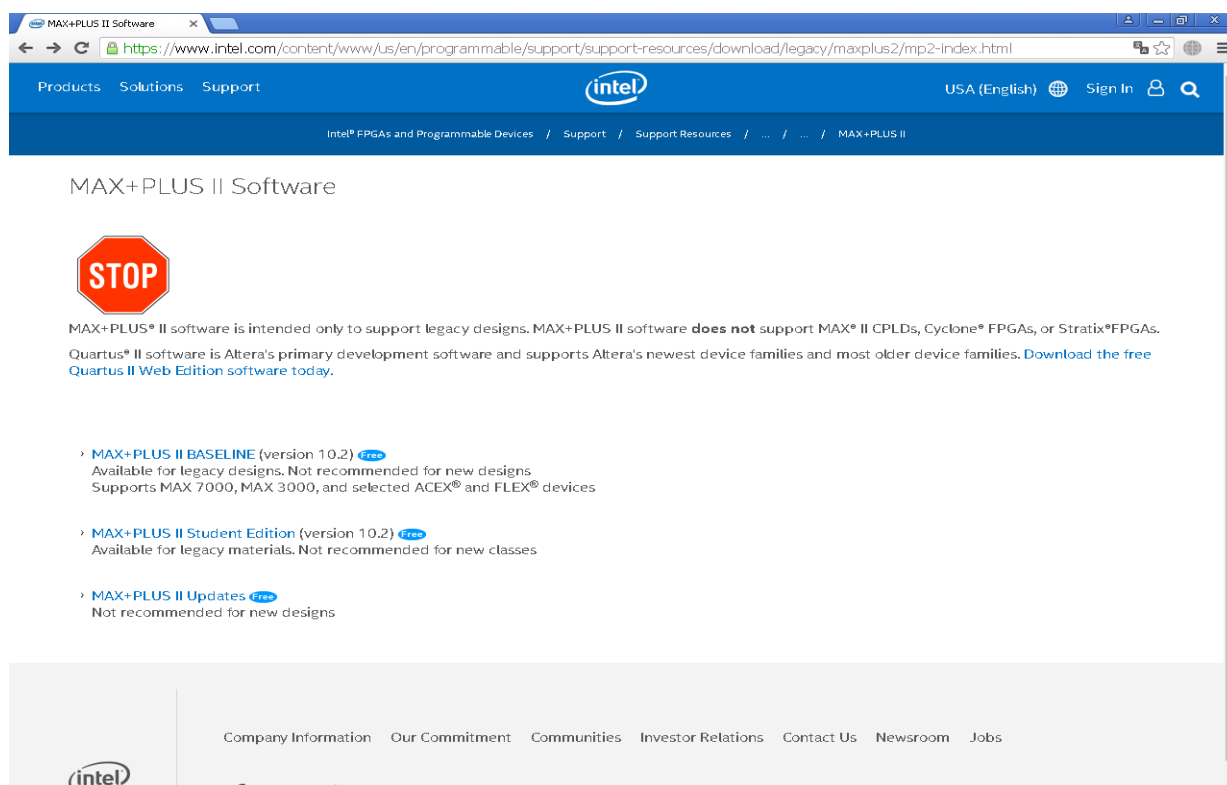 MAX+PLUS II Software
https://www.intel.com/content/www/us/en/programmable/support/support-resources/download/legacy/maxplus2/mp2-index.html
Products Solutions Support intel USA (English) Sign In
Intel® FPGAs and Programmable Devices / Support / Support Resources / ... / ... / MAX+PLUS II
MAX+PLUS II Software
STOP
MAX+PLUS® II software is intended only to support legacy designs. MAX+PLUS II software does not support MAX® II CPLDs, Cyclone® FPGAs, or Stratix®FPGAs.
Quartus® II software is Altera's primary development software and supports Altera's newest device families and most older device families. Download the free
Quartus II Web Edition software today.
› MAX+PLUS II BASELINE (version 10.2) Free
Available for legacy designs. Not recommended for new designs
Supports MAX 7000, MAX 3000, and selected ACEX® and FLEX® devices
› MAX+PLUS II Student Edition (version 10.2) Free
Available for legacy materials. Not recommended for new classes
› MAX+PLUS II Updates Free
Not recommended for new designs
Company Information Our Commitment Communities Investor Relations Contact Us Newsroom Jobs
intel